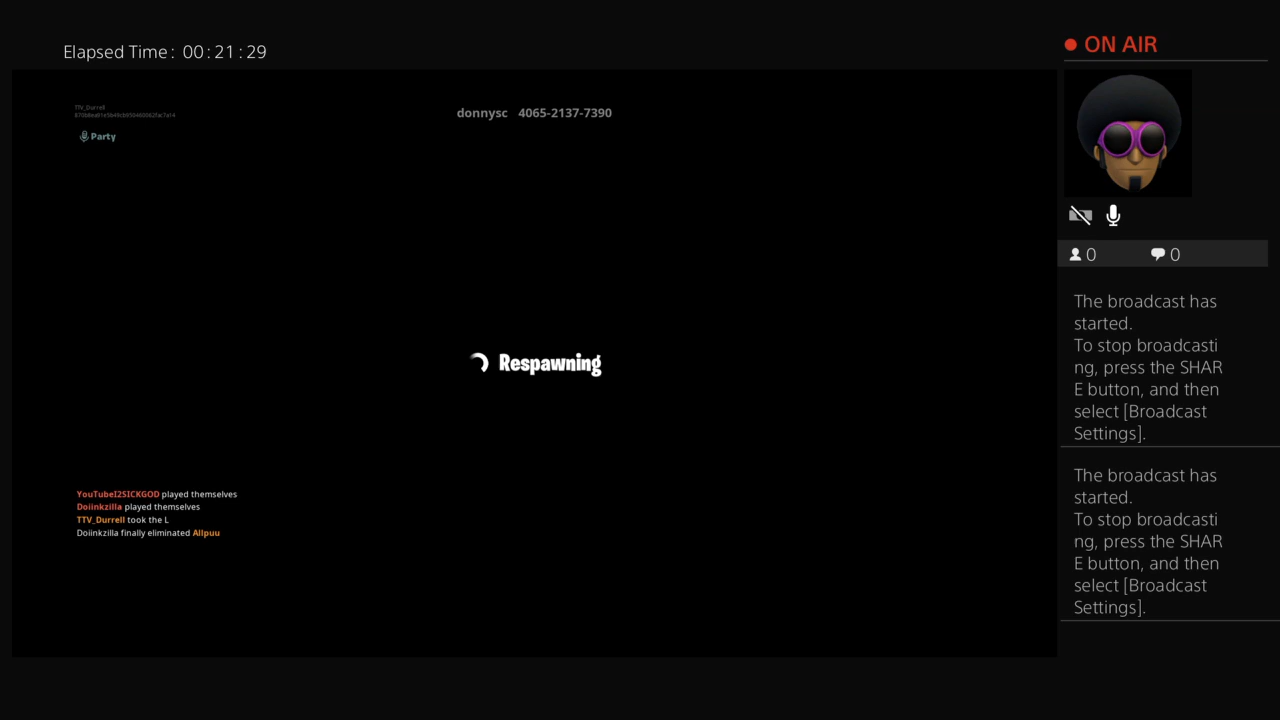 Elapsed Time: 00:21:29
ON AIR
TTV_Durrell
donnysc 4065-2137-7390
Party
0 0
The broadcast has
started.
To stop broadcasti
ng, press the SHAR
E button, and then
select [Broadcast
Settings].
Respawning
The broadcast has
started.
To stop broadcasti
ng, press the SHAR
E button, and then
select [Broadcast
Settings].
YouTubeI2SICKGOD played themselves
Doiinkzilla played themselves
TTV_Durrell took the L
Doiinkzilla finally eliminated Allpuu